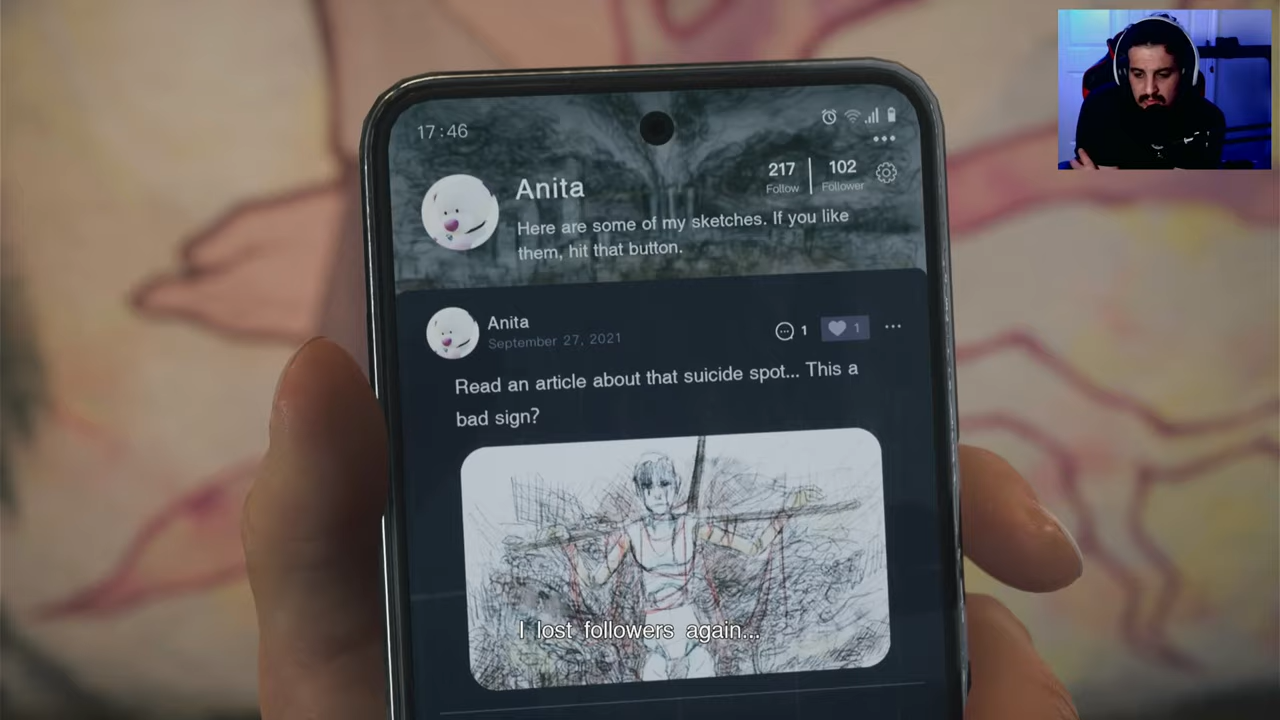 17:46
Anita
217
Follow
102
Follower
Here are some of my sketches. If you like
them, hit that button.
Anita
September 27, 2021
1
1
Read an article about that suicide spot... This a
bad sign?
I lost followers again...